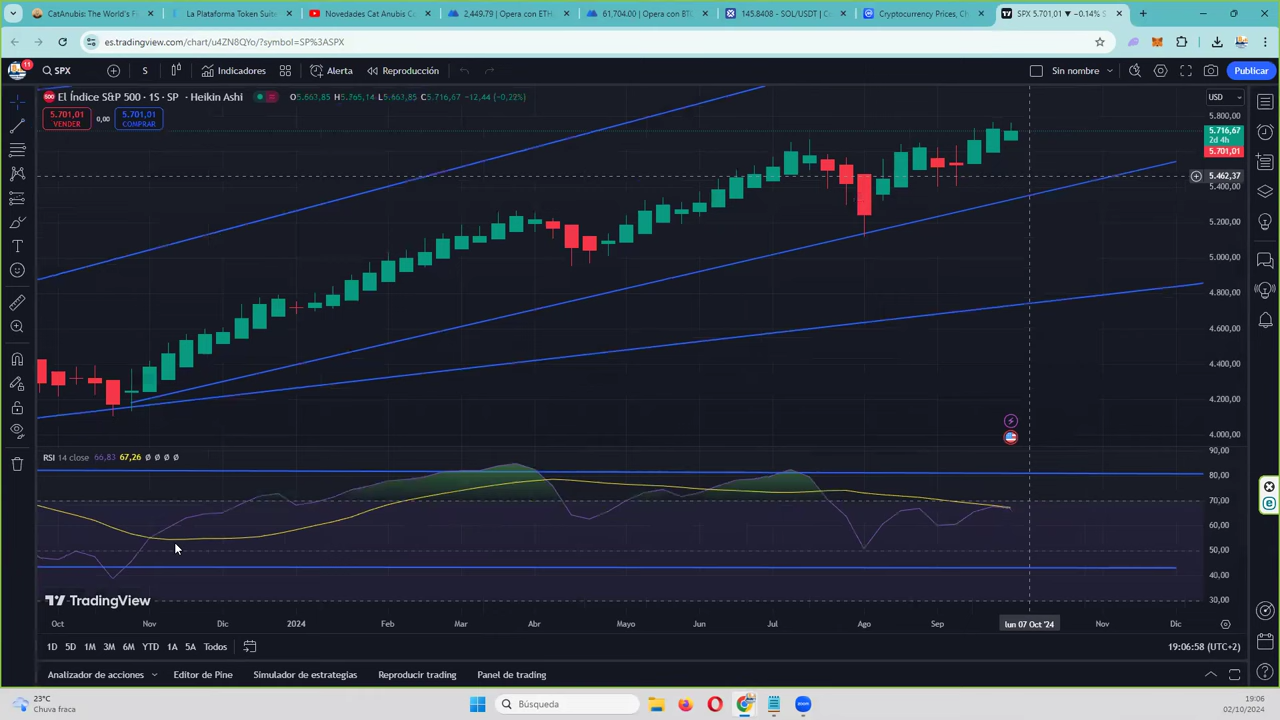 CatAnubis: The World's F
La Plataforma Token Suite
Novedades Cat Anubis Co
2,449.79 | Opera con ETH
61,704.00 | Opera con BTC
145.8408 - SOL/USDT | Co
Cryptocurrency Prices, Ch
SPX 5.701,01 ▼ −0.14% S
es.tradingview.com/chart/u4ZN8QYo/?symbol=SP%3ASPX
11
SPX
S
Indicadores
Alerta
Reproducción
Sin nombre
Publicar
500
El Índice S&P 500 · 1S · SP · Heikin Ashi
O5.663,85 H5.765,14 L5.663,85 C5.716,67 −12,44 (−0,22%)
USD
5.701,01
VENDER
0,00
5.701,01
COMPRAR
5.800,00
5.716,67
2d 4h
5.701,01
5.462,37
5.400,00
5.200,00
5.000,00
4.800,00
4.600,00
4.400,00
4.200,00
4.000,00
RSI 14 close 66,83 67,26 Ø Ø Ø Ø
90,00
80,00
70,00
60,00
50,00
40,00
30,00
TradingView
Oct Nov Dic 2024 Feb Mar Abr Mayo Jun Jul Ago Sep lun 07 Oct '24 Nov Dic
1D 5D 1M 3M 6M YTD 1A 5A Todos
19:06:58 (UTC+2)
Analizador de acciones
Editor de Pine
Simulador de estrategias
Reproducir trading
Panel de trading
23°C
Chuva fraca
Búsqueda
19:06
02/10/2024